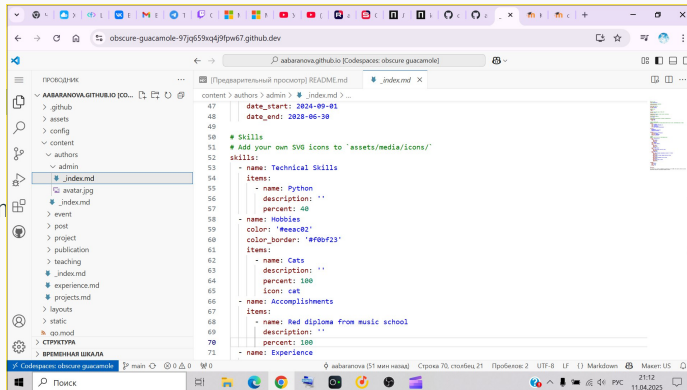 obscure-guacamole-97jq659xq4j9fpw67.github.dev
aabaranova.github.io [Codespaces: obscure guacamole]
ПРОВОДНИК
[Предварительный просмотр] README.md
_index.md
AABARANOVA.GITHUB.IO [CO...
content > authors > admin > _index.md > ...
.github
assets
config
content
authors
admin
_index.md
avatar.jpg
_index.md
event
post
project
publication
teaching
_index.md
experience.md
projects.md
layouts
static
go.mod
СТРУКТУРА
ВРЕМЕННАЯ ШКАЛА
47 date_start: 2024-09-01
48 date_end: 2028-06-30
49
50 # Skills
51 # Add your own SVG icons to `assets/media/icons/`
52 skills:
53 - name: Technical Skills
54 items:
55 - name: Python
56 description: ''
57 percent: 40
58 - name: Hobbies
59 color: '#eeac02'
60 color_border: '#f0bf23'
61 items:
62 - name: Cats
63 description: ''
64 percent: 100
65 icon: cat
66 - name: Accomplishments
67 items:
68 - name: Red diploma from music school
69 description: ''
70 percent: 100
71 - name: Experience
Codespaces: obscure guacamole main 0 0 0 aabaranova (51 мин назад) Строка 70, столбец 21 Пробелов: 2 UTF-8 LF {} Markdown Макет: US
Поиск
РУС
21:12
11.04.2025